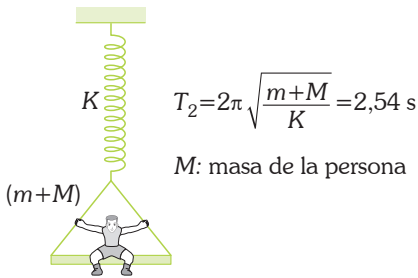 K
T₂=2π√((m+M)/K)=2,54 s
M: masa de la persona
(m+M)